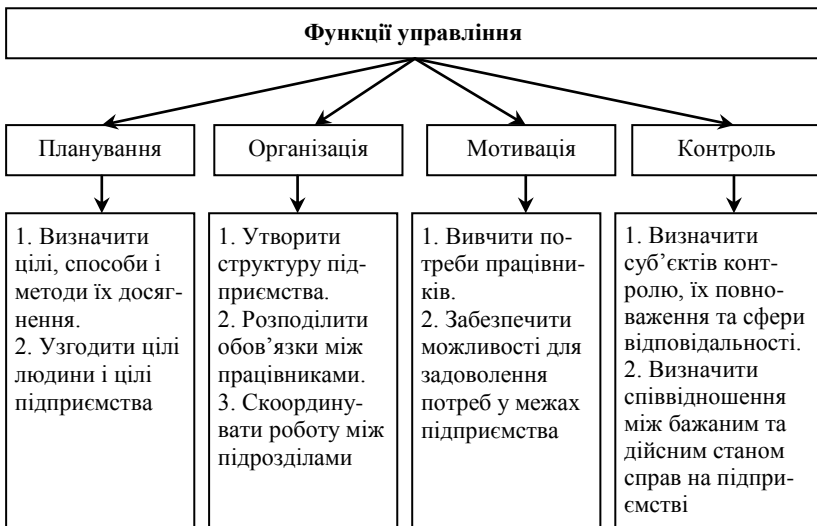 Функції управління
Планування
Організація
Мотивація
Контроль
1. Визначити
цілі, способи і
методи їх досяг-
нення.
2. Узгодити цілі
людини і цілі
підприємства
1. Утворити
структуру під-
приємства.
2. Розподілити
обов’язки між
працівниками.
3. Скоордину-
вати роботу між
підрозділами
1. Вивчити по-
треби працівни-
ків.
2. Забезпечити
можливості для
задоволення
потреб у межах
підприємства
1. Визначити
суб’єктів конт-
ролю, їх повно-
важення та сфери
відповідальності.
2. Визначити
співвідношення
між бажаним та
дійсним станом
справ на підпри-
ємстві